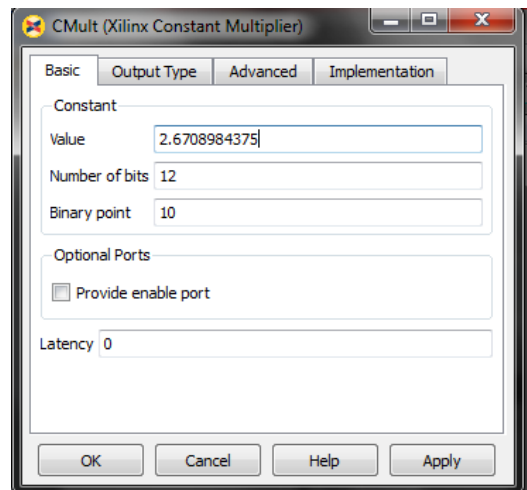 CMult (Xilinx Constant Multiplier)
Basic Output Type Advanced Implementation
Constant
Value 2.6708984375
Number of bits 12
Binary point 10
Optional Ports
Provide enable port
Latency 0
OK Cancel Help Apply